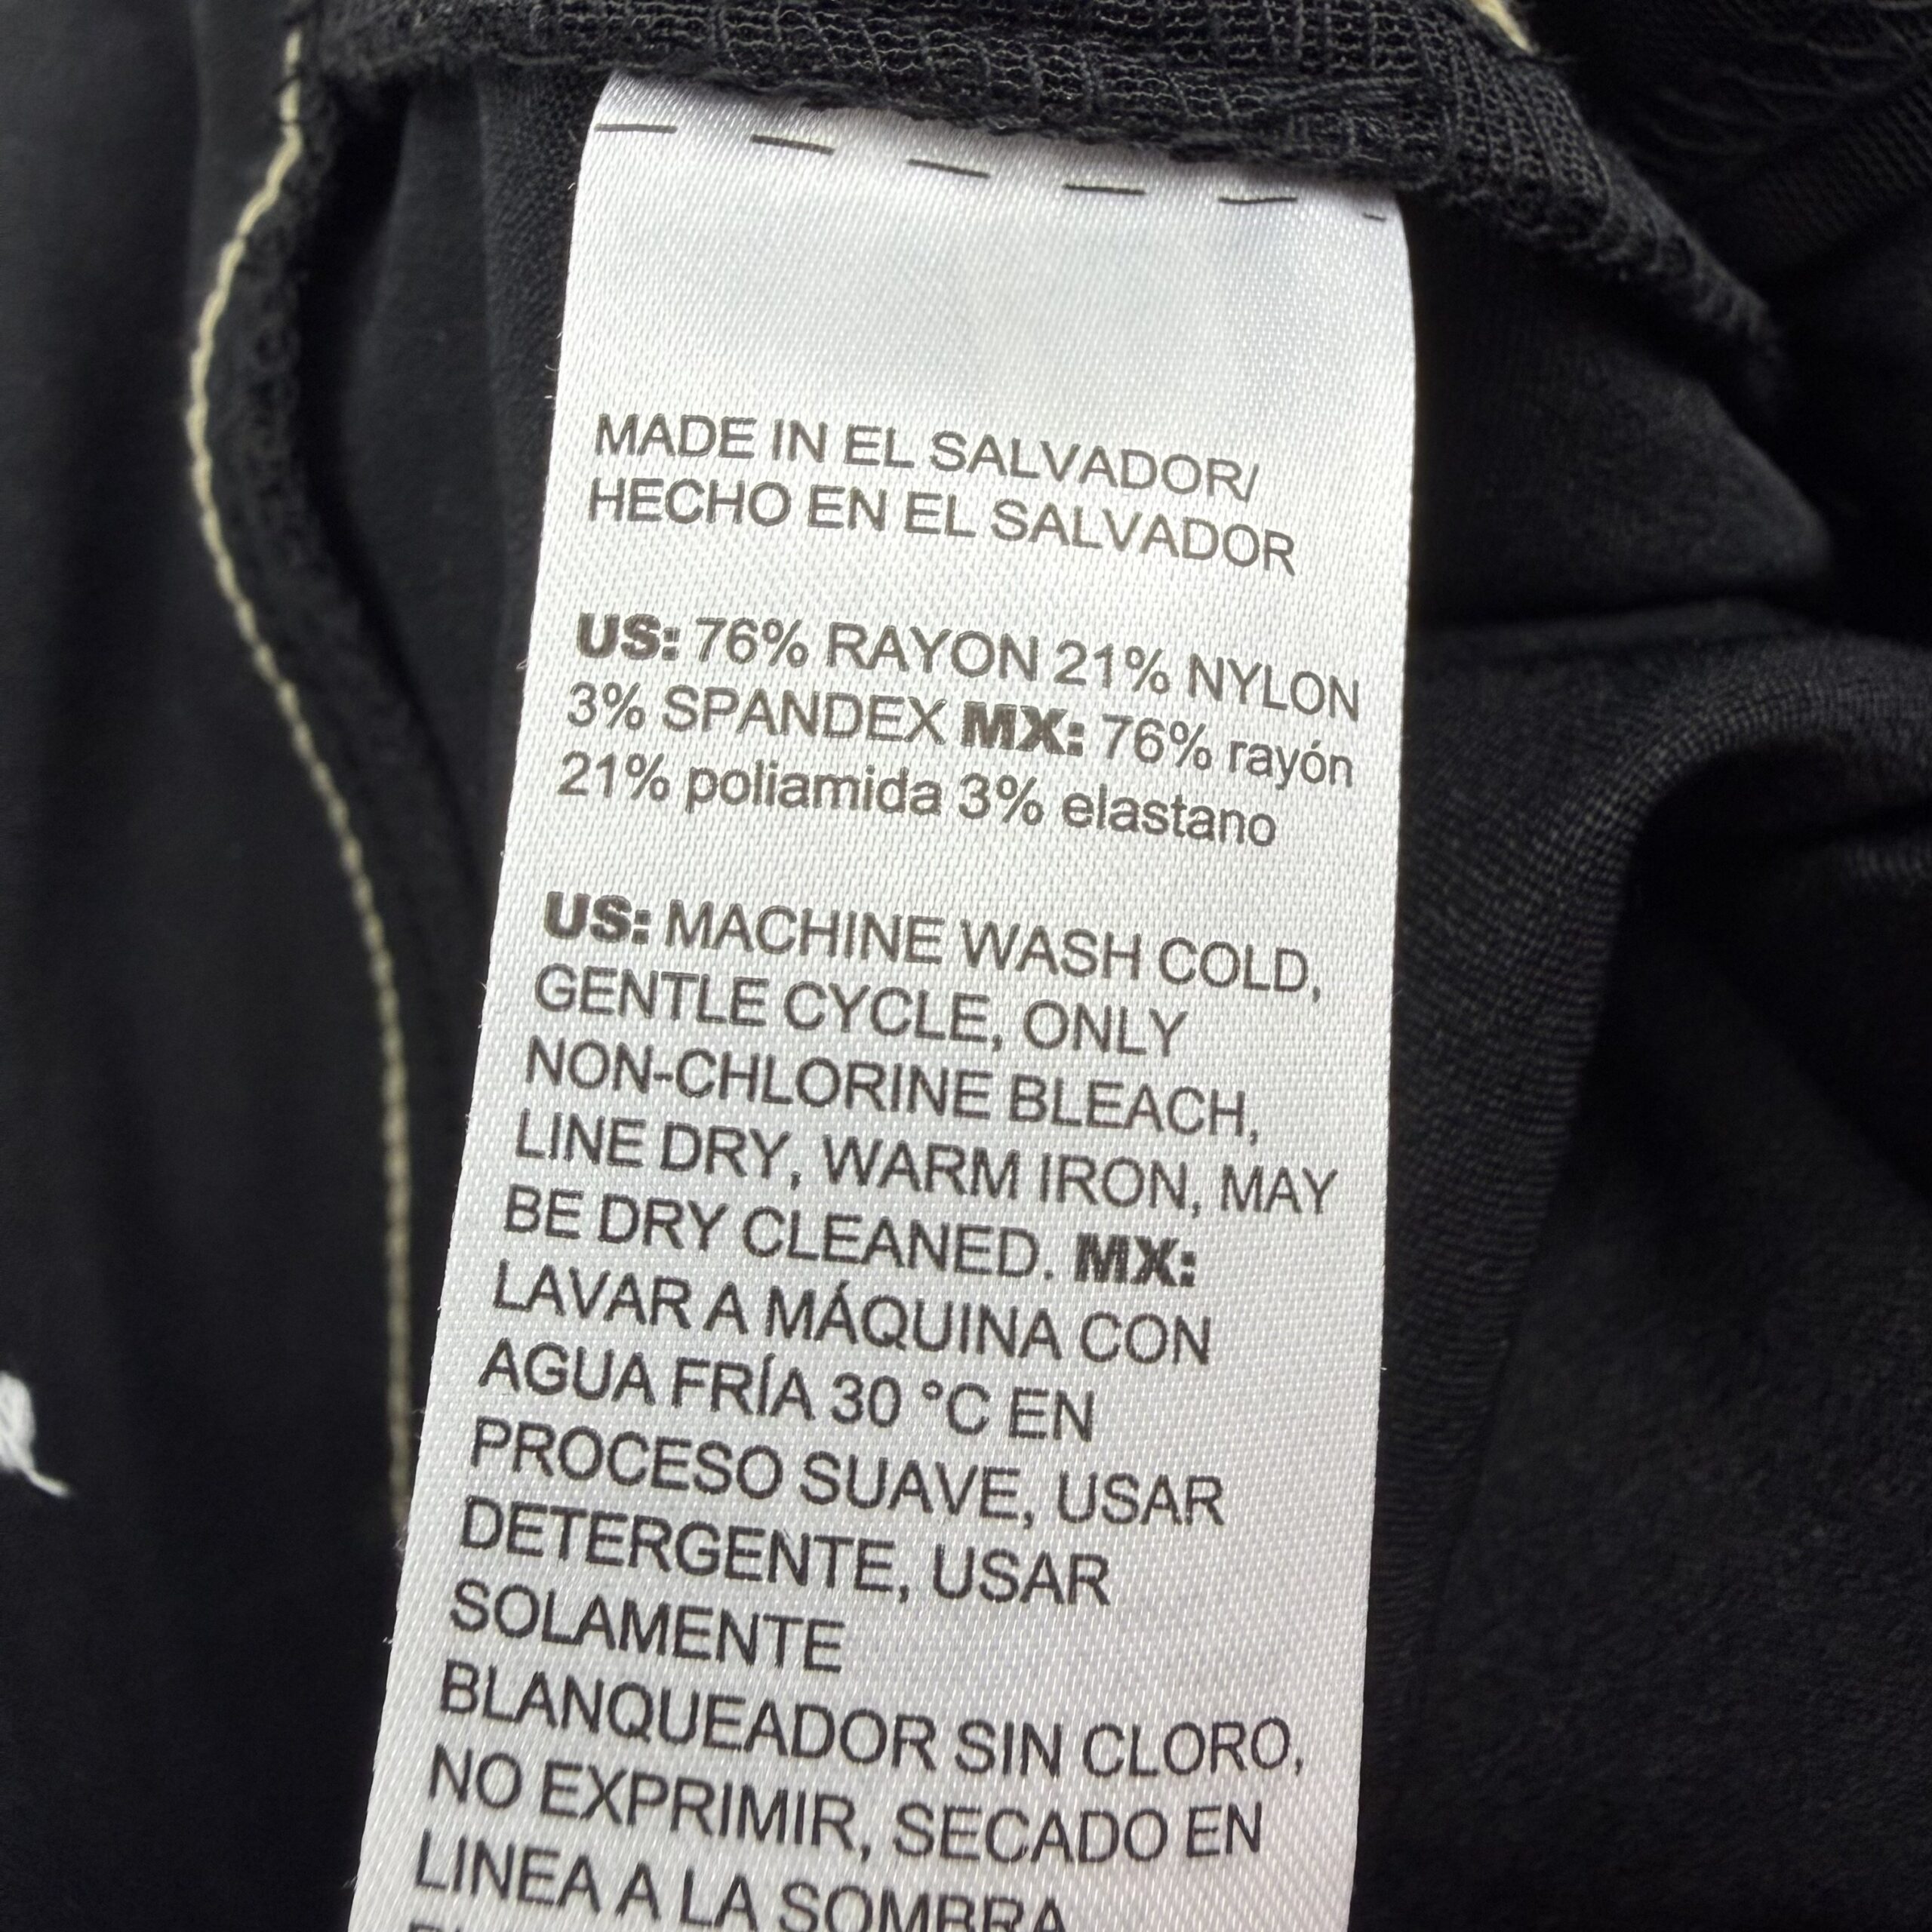 MADE IN EL SALVADOR/
HECHO EN EL SALVADOR
US: 76% RAYON 21% NYLON
3% SPANDEX MX: 76% rayón
21% poliamida 3% elastano
US: MACHINE WASH COLD,
GENTLE CYCLE, ONLY
NON-CHLORINE BLEACH,
LINE DRY, WARM IRON, MAY
BE DRY CLEANED. MX:
LAVAR A MÁQUINA CON
AGUA FRÍA 30 °C EN
PROCESO SUAVE, USAR
DETERGENTE, USAR
SOLAMENTE
BLANQUEADOR SIN CLORO,
NO EXPRIMIR, SECADO EN
LINEA A LA SOMBRA